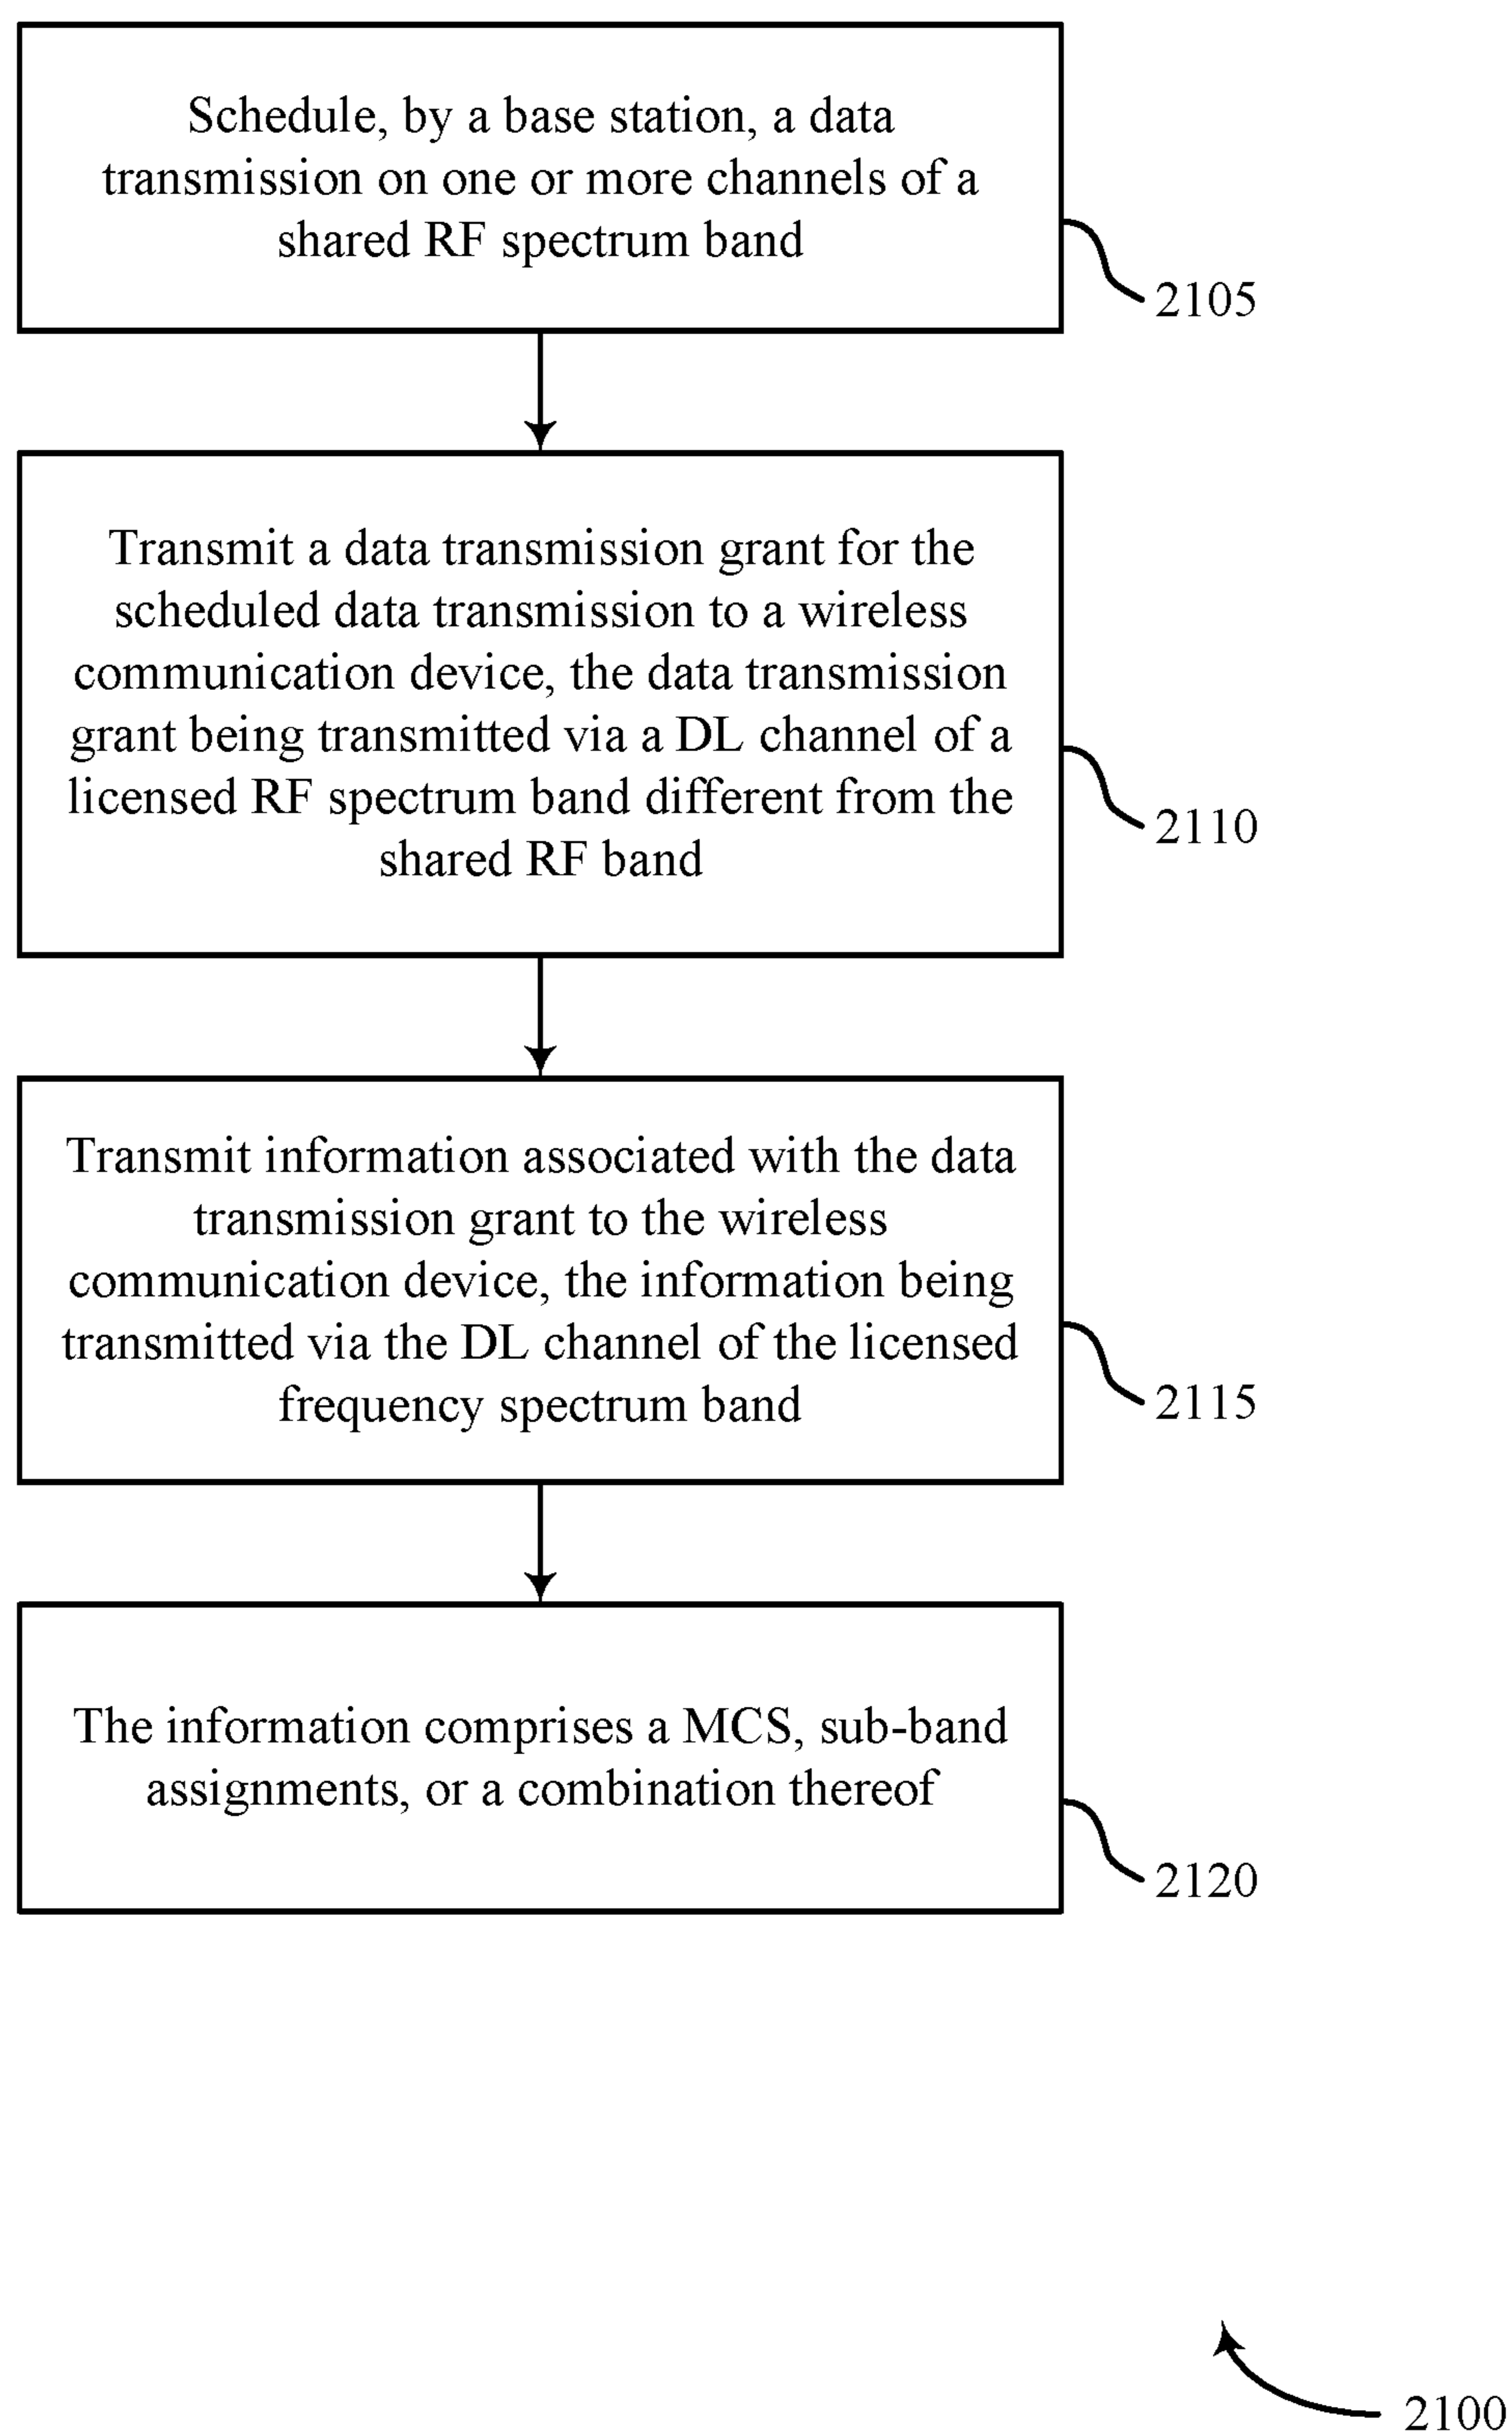 Schedule, by a base station, a data
transmission on one or more channels of a
shared RF spectrum band
2105
Transmit a data transmission grant for the
scheduled data transmission to a wireless
communication device, the data transmission
grant being transmitted via a DL channel of a
licensed RF spectrum band different from the
shared RF band
2110
Transmit information associated with the data
transmission grant to the wireless
communication device, the information being
transmitted via the DL channel of the licensed
frequency spectrum band
2115
The information comprises a MCS, sub-band
assignments, or a combination thereof
2120
2100